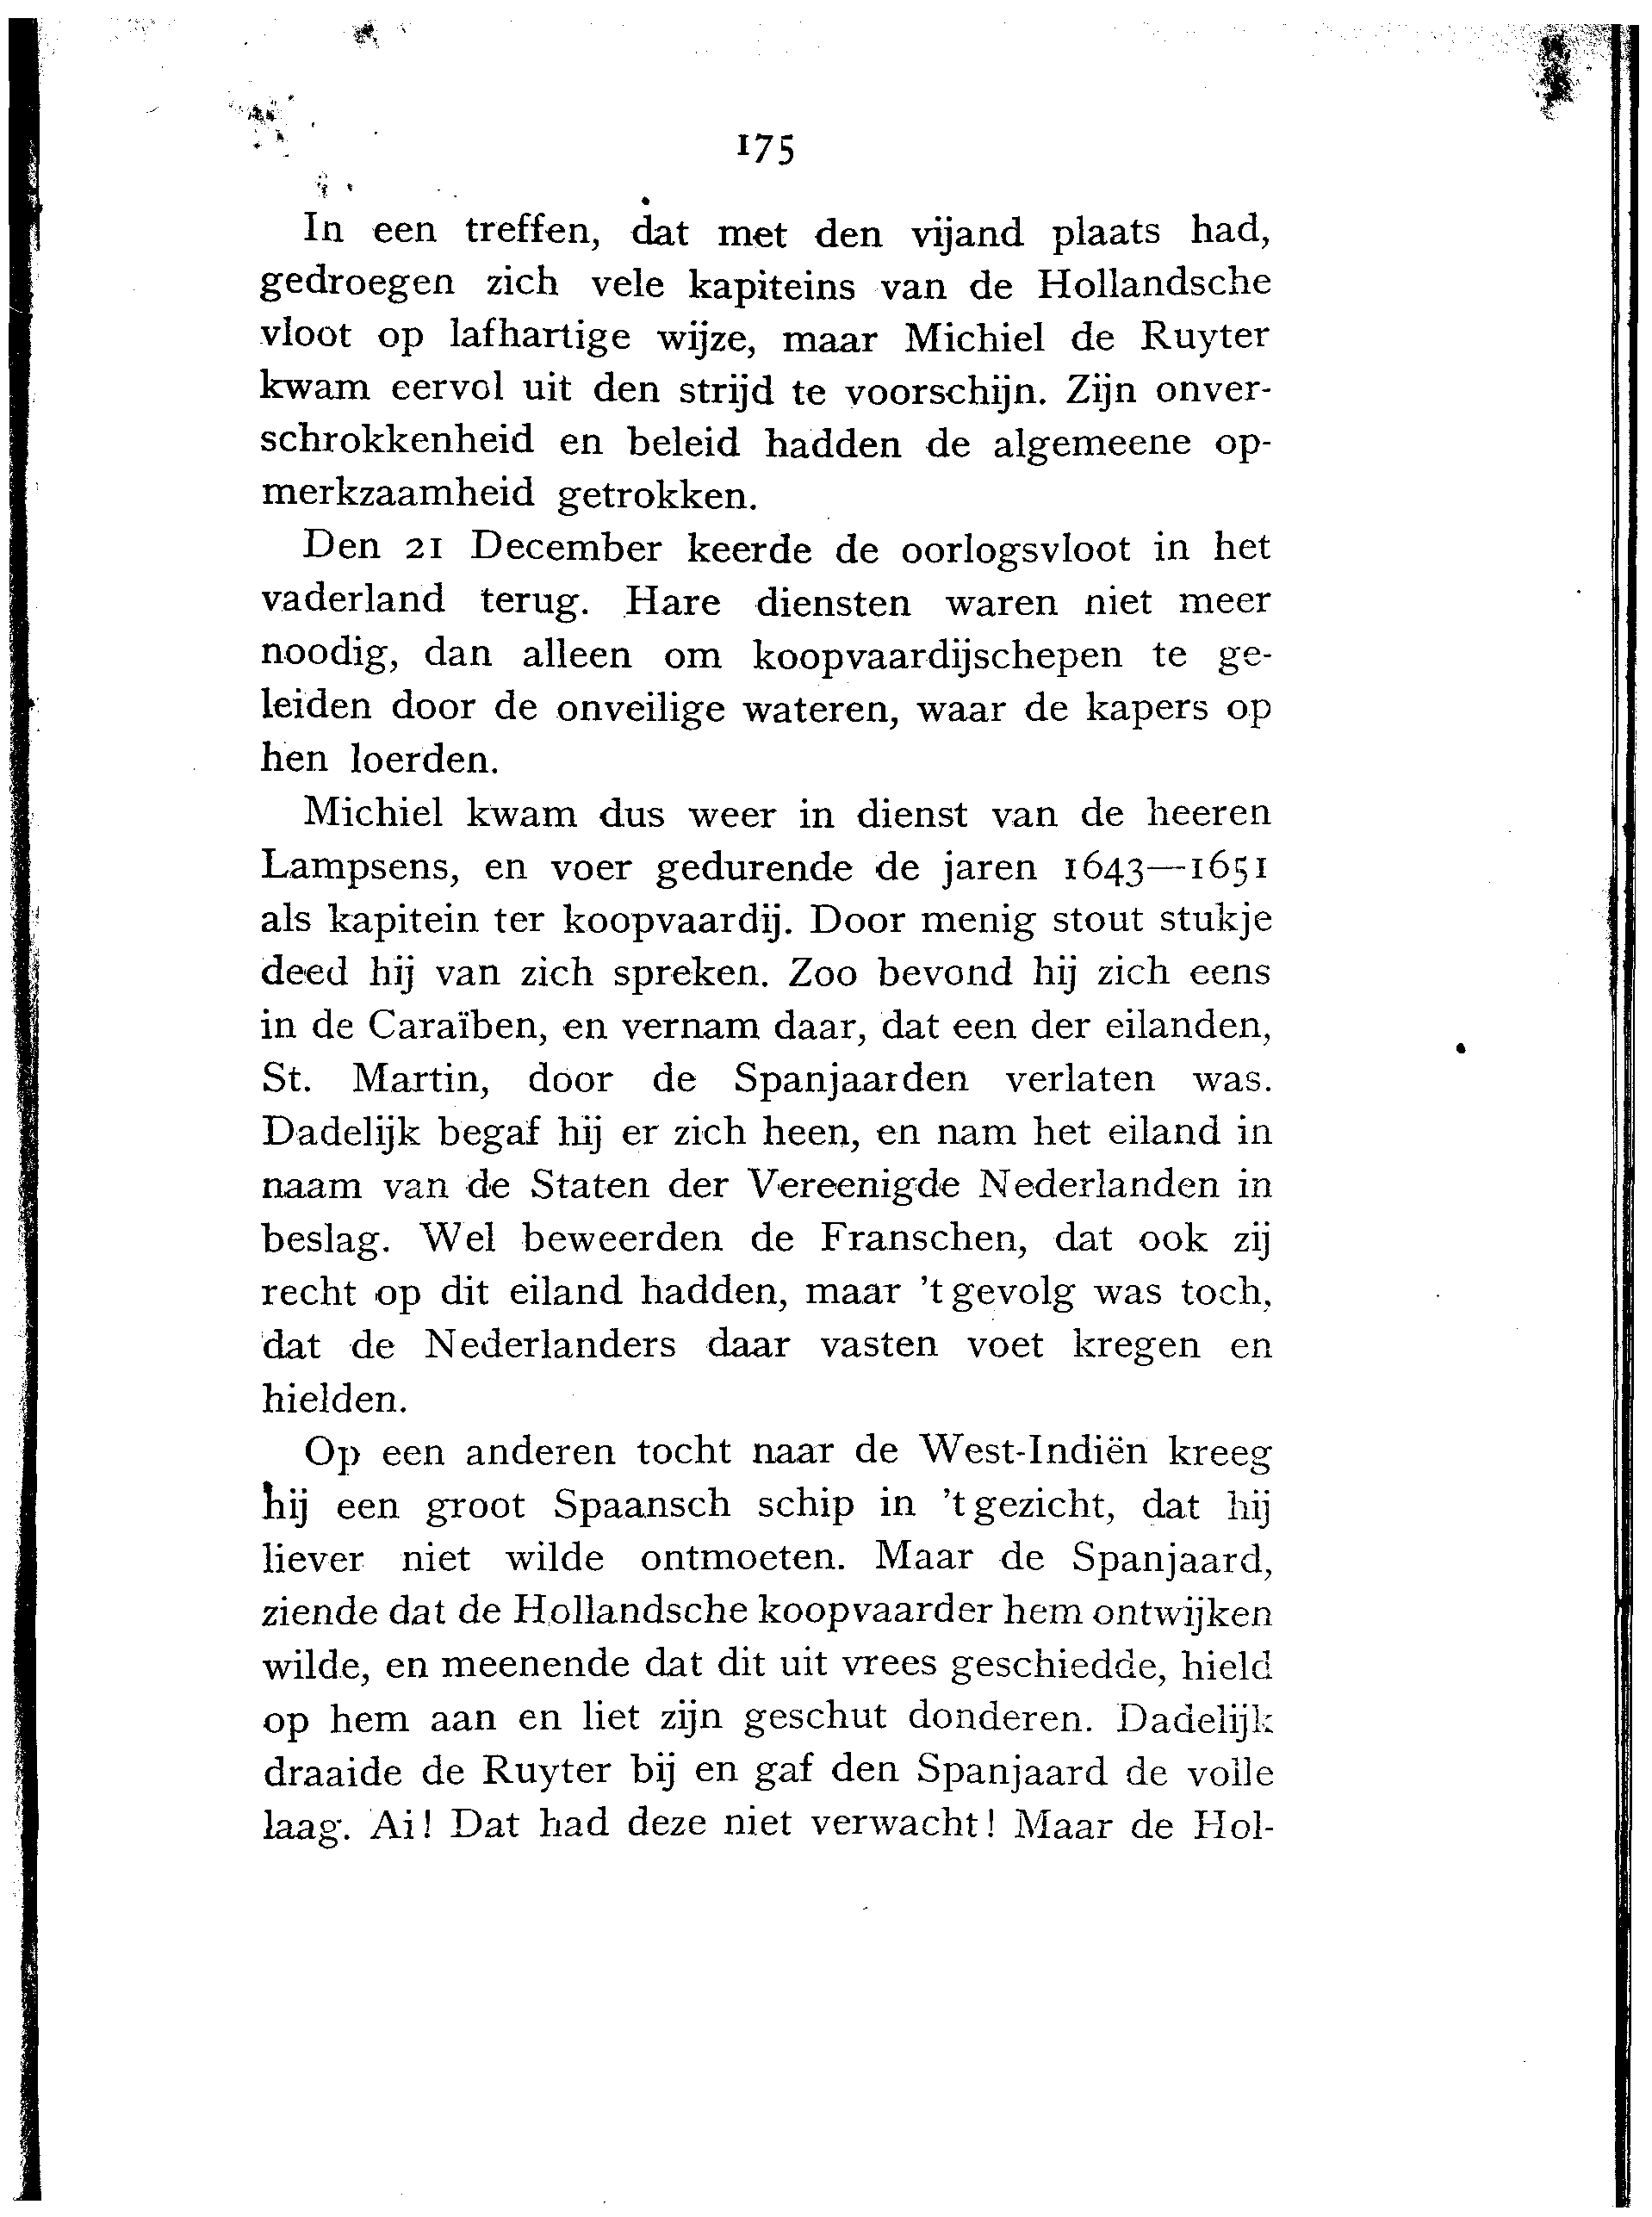 175
In een treffen, dat met den vijand plaats had,
gedroegen zich vele kapiteins van de Hollandsche
vloot op lafhartige wijze, maar Michiel de Ruyter
kwam eervol uit den strijd te voorschijn. Zijn onver-
schrokkenheid en beleid hadden de algemeene op-
merkzaamheid getrokken.
Den 21 December keerde de oorlogsvloot in het
vaderland terug. Hare diensten waren niet meer
noodig, dan alleen om koopvaardijschepen te ge-
leiden door de onveilige wateren, waar de kapers op
hen loerden.
Michiel kwam dus weer in dienst van de heeren
Lampsens, en voer gedurende de jaren 1643—1651
als kapitein ter koopvaardij. Door menig stout stukje
deed hij van zich spreken. Zoo bevond hij zich eens
in de Caraïben, en vernam daar, dat een der eilanden,
St. Martin, door de Spanjaarden verlaten was.
Dadelijk begaf hij er zich heen, en nam het eiland in
naam van de Staten der Vereenigde Nederlanden in
beslag. Wel beweerden de Franschen, dat ook zij
recht op dit eiland hadden, maar 't gevolg was toch,
dat de Nederlanders daar vasten voet kregen en
hielden.
Op een anderen tocht naar de West-Indiën kreeg
hij een groot Spaansch schip in 't gezicht, dat hij
liever niet wilde ontmoeten. Maar de Spanjaard,
ziende dat de Hollandsche koopvaarder hem ontwijken
wilde, en meenende dat dit uit vrees geschiedde, hield
op hem aan en liet zijn geschut donderen. Dadelijk
draaide de Ruyter bij en gaf den Spanjaard de volle
laag. Ai! Dat had deze niet verwacht! Maar de Hol-